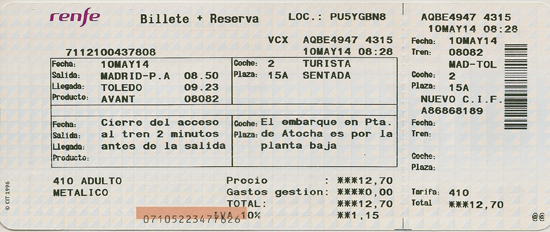 renfe Billete + Reserva LOC.: PU5YGBN8 AQBE4947 4315
10MAY14 08:28
VCX AQBE4947 4315
7112100437808 10MAY14 08:28
Fecha: 10MAY14 Coche: 2 TURISTA
Salida: MADRID-P.A 08.50 Plaza: 15A SENTADA
Llegada: TOLEDO 09.23
Producto: AVANT 08082
Fecha: 10MAY14
Tren: 08082
MAD-TOL
Coche: 2
Plaza: 15A
NUEVO C.I.F.
A86868189
Fecha: Cierre del acceso
Salida: al tren 2 minutos
Llegada: antes de la salida
Producto:
Coche: El embarque en Pta.
Plaza: de Atocha es por la
planta baja
Coche:
Plaza:
410 ADULTO Precio : ***12,70
METALICO Gastos gestion: ****0,00
TOTAL: ***12,70
07105223477626 IVA 10% **1,15
Tarifa: 410
Total ***12,70
© CIT 1996